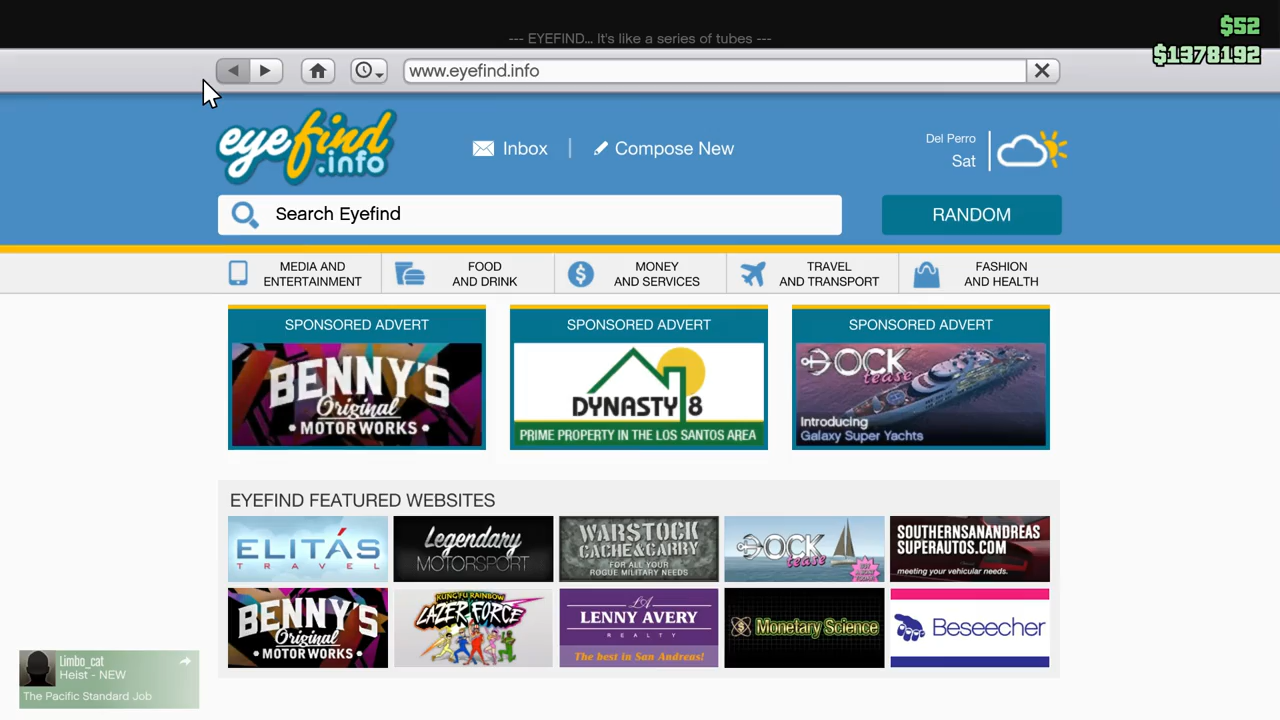 $52
--- EYEFIND... It's like a series of tubes ---
$1378192
www.eyefind.info
eyefind
.info
Inbox
Compose New
Del Perro
Sat
Search Eyefind
RANDOM
MEDIA AND
ENTERTAINMENT
FOOD
AND DRINK
MONEY
AND SERVICES
TRAVEL
AND TRANSPORT
FASHION
AND HEALTH
SPONSORED ADVERT
BENNY'S
Original
MOTOR WORKS
SPONSORED ADVERT
DYNASTY 8
PRIME PROPERTY IN THE LOS SANTOS AREA
SPONSORED ADVERT
DOCK
tease
Introducing
Galaxy Super Yachts
EYEFIND FEATURED WEBSITES
ELITÁS
TRAVEL
Legendary
MOTORSPORT
WARSTOCK
CACHE & CARRY
FOR ALL YOUR
ROGUE MILITARY NEEDS
DOCK
tease
SOUTHERNSANANDREAS
SUPERAUTOS.COM
meeting your vehicular needs.
BENNY'S
Original
MOTOR WORKS
KUNG FU RAINBOW
LAZER FORCE
LA
LENNY AVERY
REALTY
The best in San Andreas!
Monetary Science
Beseecher
Limbo_cat
Heist - NEW
The Pacific Standard Job